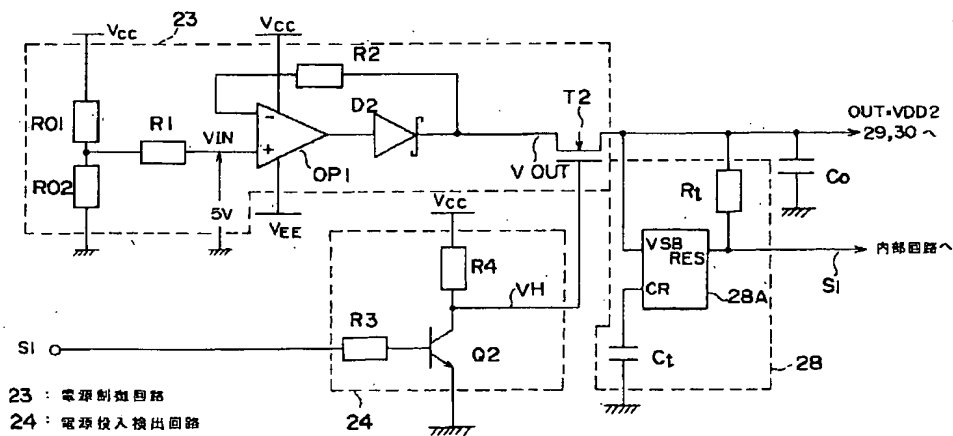 23
VCC
VCC
R2
D2
T2
R01
R1
VIN
OP1
V OUT
OUT=VDD2
29,30へ
R02
5V
VEE
VCC
Rt
Co
R4
VH
VSB
RES
CR
28A
内部回路へ
S1
S1
R3
Q2
Ct
28
24
23 : 電源制御回路
24 : 電源投入検出回路